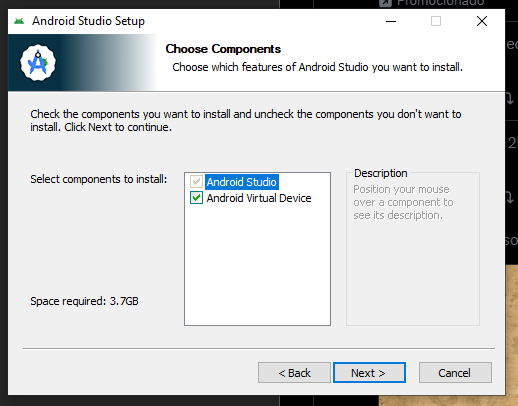 Promocionado
Android Studio Setup
Choose Components
Choose which features of Android Studio you want to install.
Check the components you want to install and uncheck the components you don't want to
install. Click Next to continue.
Select components to install:
Android Studio
Android Virtual Device
Description
Position your mouse
over a component to
see its description.
Space required: 3.7GB
< Back
Next >
Cancel